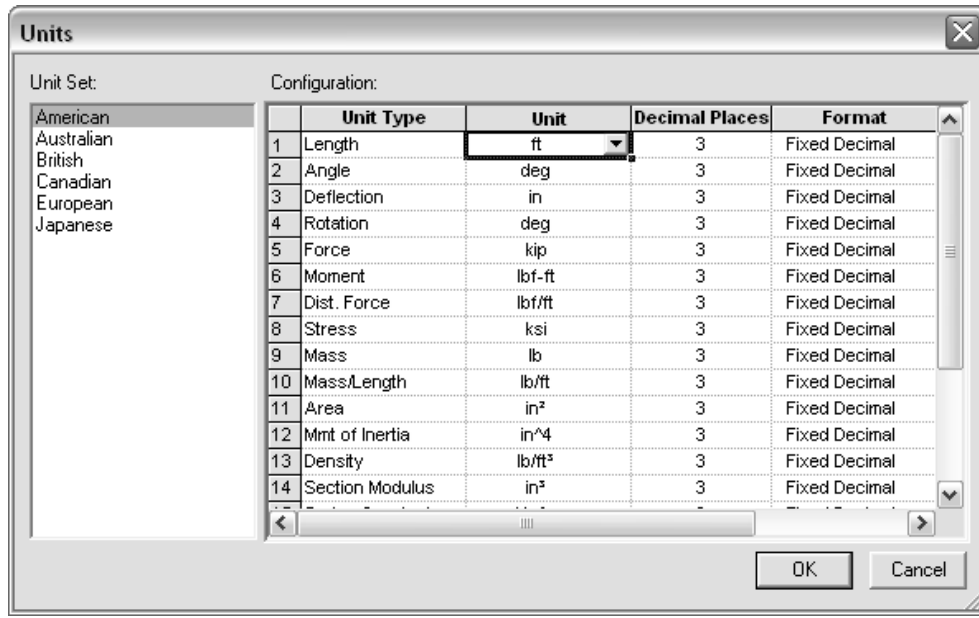 Units
Unit Set:
Configuration:
American
Australian
British
Canadian
European
Japanese
Unit Type Unit Decimal Places Format
1 Length ft 3 Fixed Decimal
2 Angle deg 3 Fixed Decimal
3 Deflection in 3 Fixed Decimal
4 Rotation deg 3 Fixed Decimal
5 Force kip 3 Fixed Decimal
6 Moment lbf-ft 3 Fixed Decimal
7 Dist. Force lbf/ft 3 Fixed Decimal
8 Stress ksi 3 Fixed Decimal
9 Mass lb 3 Fixed Decimal
10 Mass/Length lb/ft 3 Fixed Decimal
11 Area in² 3 Fixed Decimal
12 Mmt of Inertia in^4 3 Fixed Decimal
13 Density lb/ft³ 3 Fixed Decimal
14 Section Modulus in³ 3 Fixed Decimal
OK Cancel